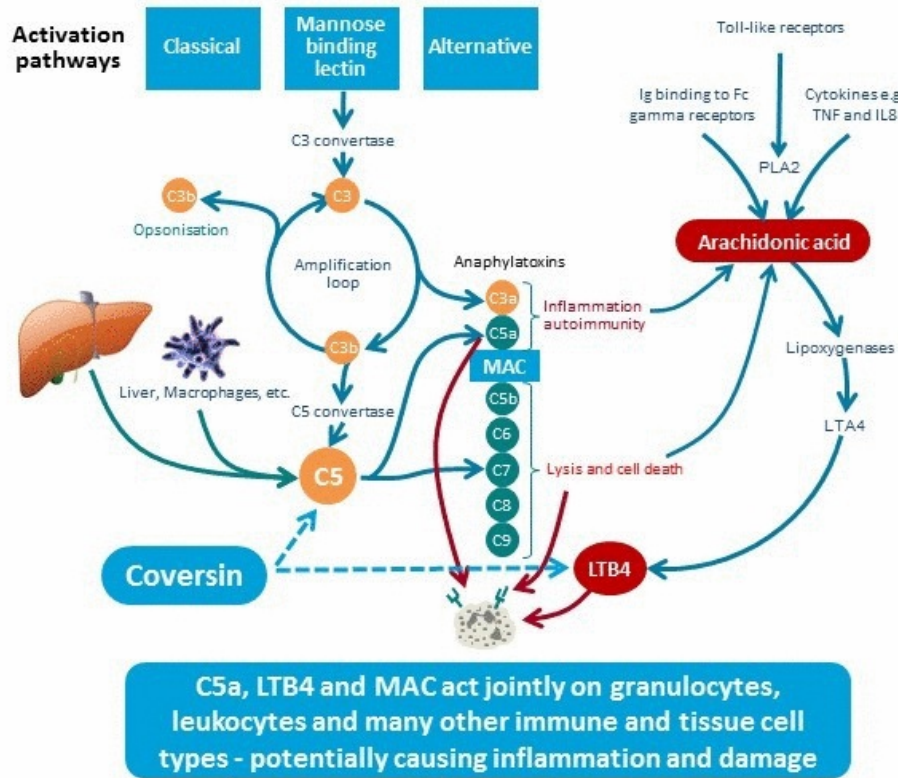 Activation
pathways
Classical
Mannose
binding
lectin
Alternative
Toll-like receptors
Ig binding to Fc
gamma receptors
Cytokines e.g
TNF and IL8
C3 convertase
PLA2
C3b
C3
Opsonisation
Arachidonic acid
Amplification
loop
Anaphylatoxins
C3a
Inflammation
autoimmunity
C5a
C3b
Lipoxygenases
MAC
Liver, Macrophages, etc.
C5b
C5 convertase
C6
LTA4
C5
C7
Lysis and cell death
C8
C9
Coversin
LTB4
C5a, LTB4 and MAC act jointly on granulocytes,
leukocytes and many other immune and tissue cell
types - potentially causing inflammation and damage